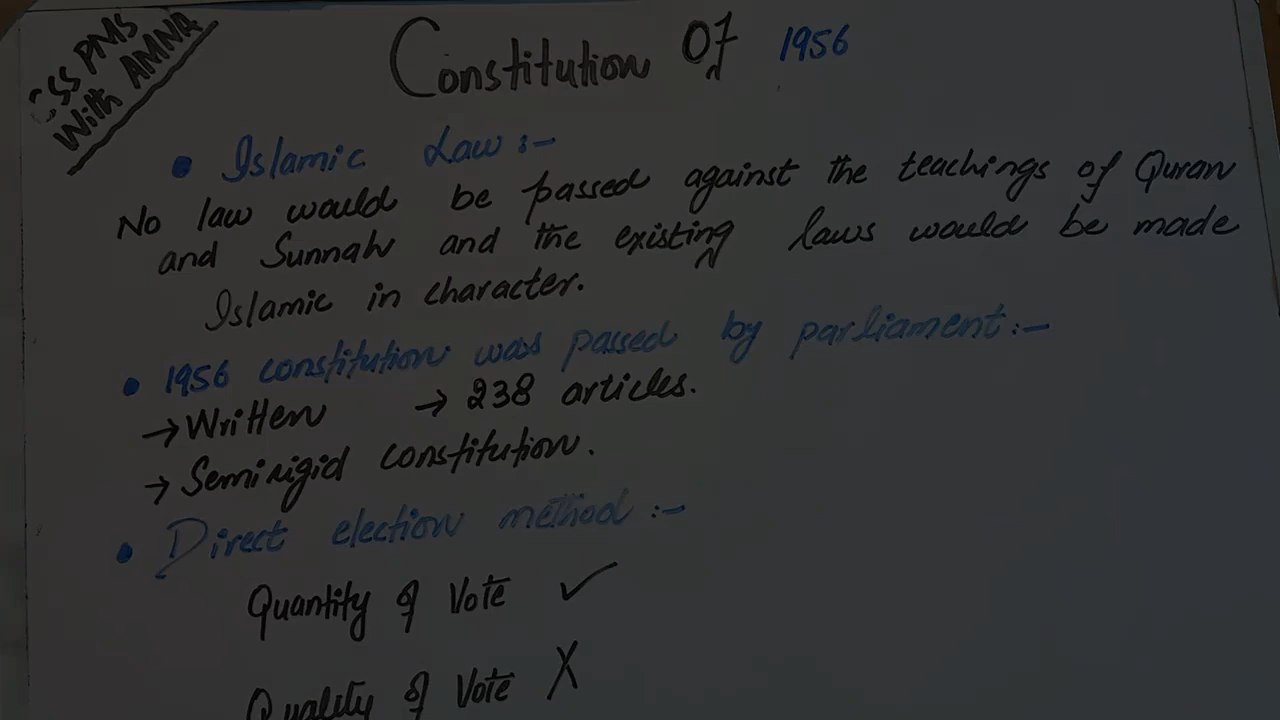 CSS PMS
With AMNA
Constitution Of 1956
• Islamic Law :-
No law would be passed against the teachings of Quran
and Sunnah and the existing laws would be made
Islamic in character.
• 1956 constitution was passed by parliament :-
→ Written → 238 articles.
→ Semirigid constitution.
• Direct election method :-
Quantity of Vote ✓
Quality of Vote X